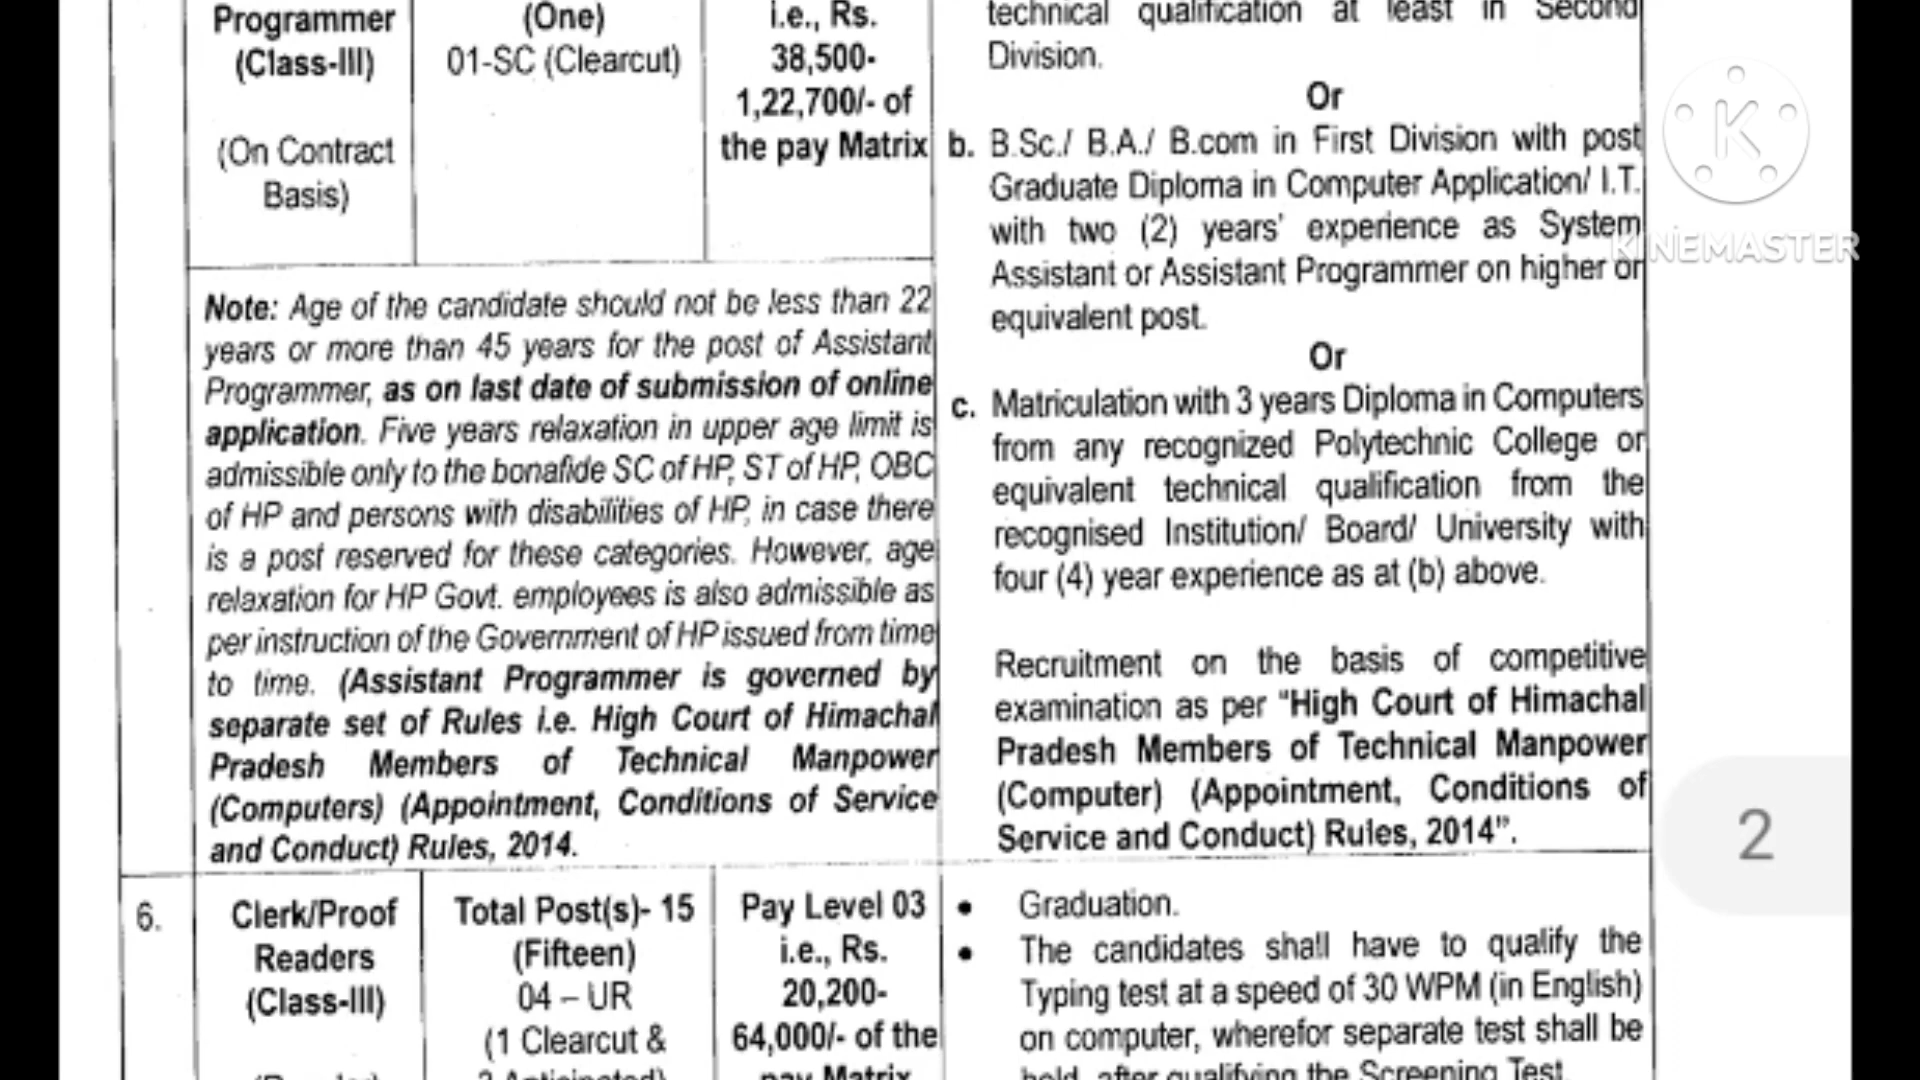 Programmer
(Class-III)
(On Contract
Basis)
(One)
01-SC (Clearcut)
i.e., Rs.
38,500-
1,22,700/- of
the pay Matrix
technical qualification at least in Second
Division.
Or
b. B.Sc./ B.A./ B.com in First Division with post
Graduate Diploma in Computer Application/ I.T.
with two (2) years' experience as System
Assistant or Assistant Programmer on higher or
equivalent post.
Or
c. Matriculation with 3 years Diploma in Computers
from any recognized Polytechnic College or
equivalent technical qualification from the
recognised Institution/ Board/ University with
four (4) year experience as at (b) above.
Recruitment on the basis of competitive
examination as per "High Court of Himachal
Pradesh Members of Technical Manpower
(Computer) (Appointment, Conditions of
Service and Conduct) Rules, 2014".
Note: Age of the candidate should not be less than 22
years or more than 45 years for the post of Assistant
Programmer, as on last date of submission of online
application. Five years relaxation in upper age limit is
admissible only to the bonafide SC of HP, ST of HP, OBC
of HP and persons with disabilities of HP, in case there
is a post reserved for these categories. However, age
relaxation for HP Govt. employees is also admissible as
per instruction of the Government of HP issued from time
to time. (Assistant Programmer is governed by
separate set of Rules i.e. High Court of Himachal
Pradesh Members of Technical Manpower
(Computers) (Appointment, Conditions of Service
and Conduct) Rules, 2014.
6.
Clerk/Proof
Readers
(Class-III)
Total Post(s)- 15
(Fifteen)
04 – UR
(1 Clearcut &
Anticipated)
Pay Level 03
i.e., Rs.
20,200-
64,000/- of the
pay Matrix
• Graduation.
• The candidates shall have to qualify the
Typing test at a speed of 30 WPM (in English)
on computer, wherefor separate test shall be
held, after qualifying the Screening Test.
K
KINEMASTER
2